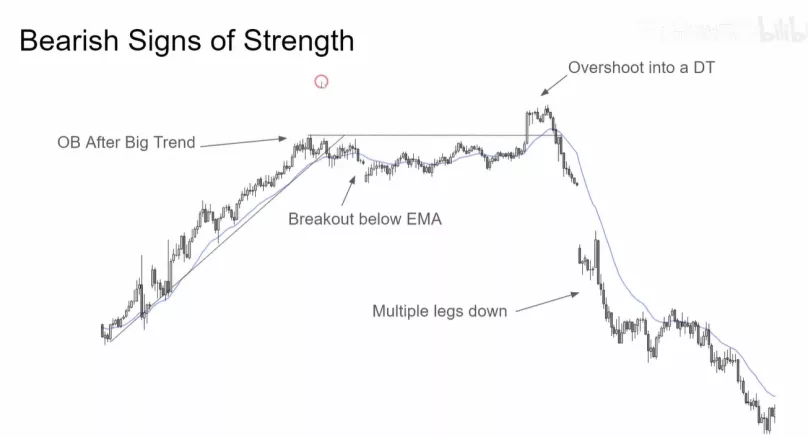 Bearish Signs of Strength
Overshoot into a DT
OB After Big Trend
Breakout below EMA
Multiple legs down